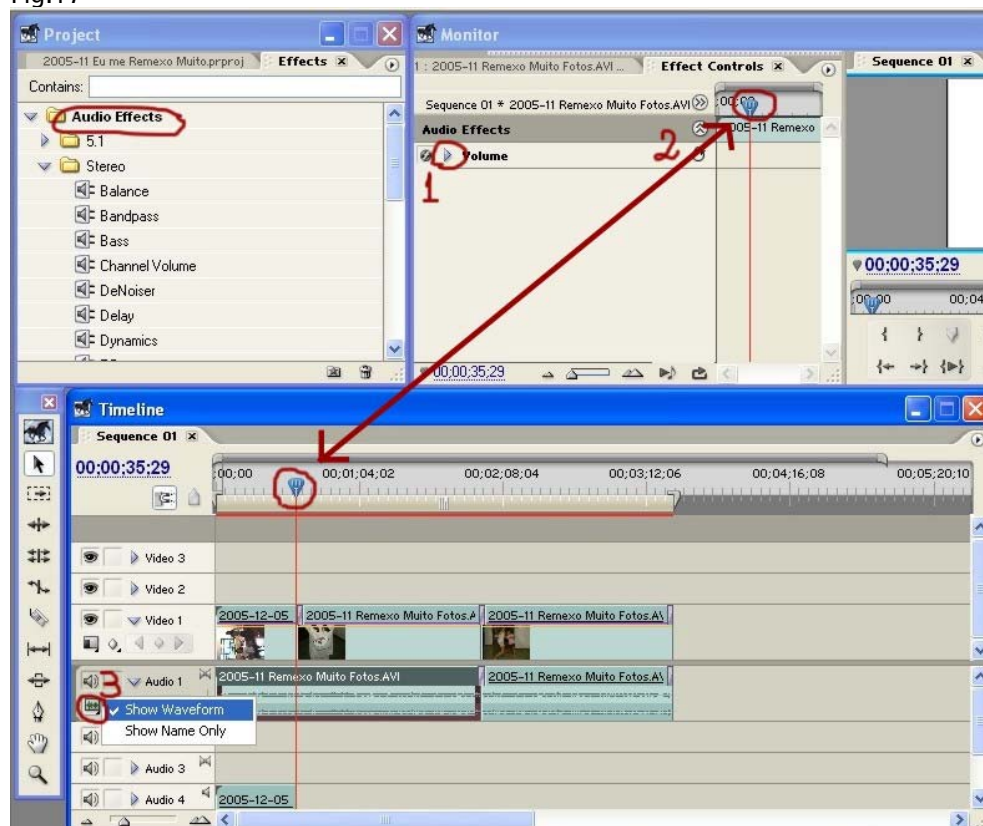 Project
2005-11 Eu me Remexo Muito.prproj
Effects
Contains:
Audio Effects
5.1
Stereo
Balance
Bandpass
Bass
Channel Volume
DeNoiser
Delay
Dynamics
Monitor
1 : 2005-11 Remexo Muito Fotos.AVI ...
Effect Controls
Sequence 01 * 2005-11 Remexo Muito Fotos.AVI
Audio Effects
2005-11 Remexo
Volume
1
2
00;00;35;29
Sequence 01
00;00;35;29
00;00
00;04
Timeline
Sequence 01
00;00;35;29
00;00
00;01;04;02
00;02;08;04
00;03;12;06
00;04;16;08
00;05;20;10
Video 3
Video 2
Video 1
2005-12-05
2005-11 Remexo Muito Fotos.A
2005-11 Remexo Muito Fotos.A
3
Audio 1
2005-11 Remexo Muito Fotos.AVI
2005-11 Remexo Muito Fotos.A
Show Waveform
Show Name Only
Audio 3
Audio 4
2005-12-05